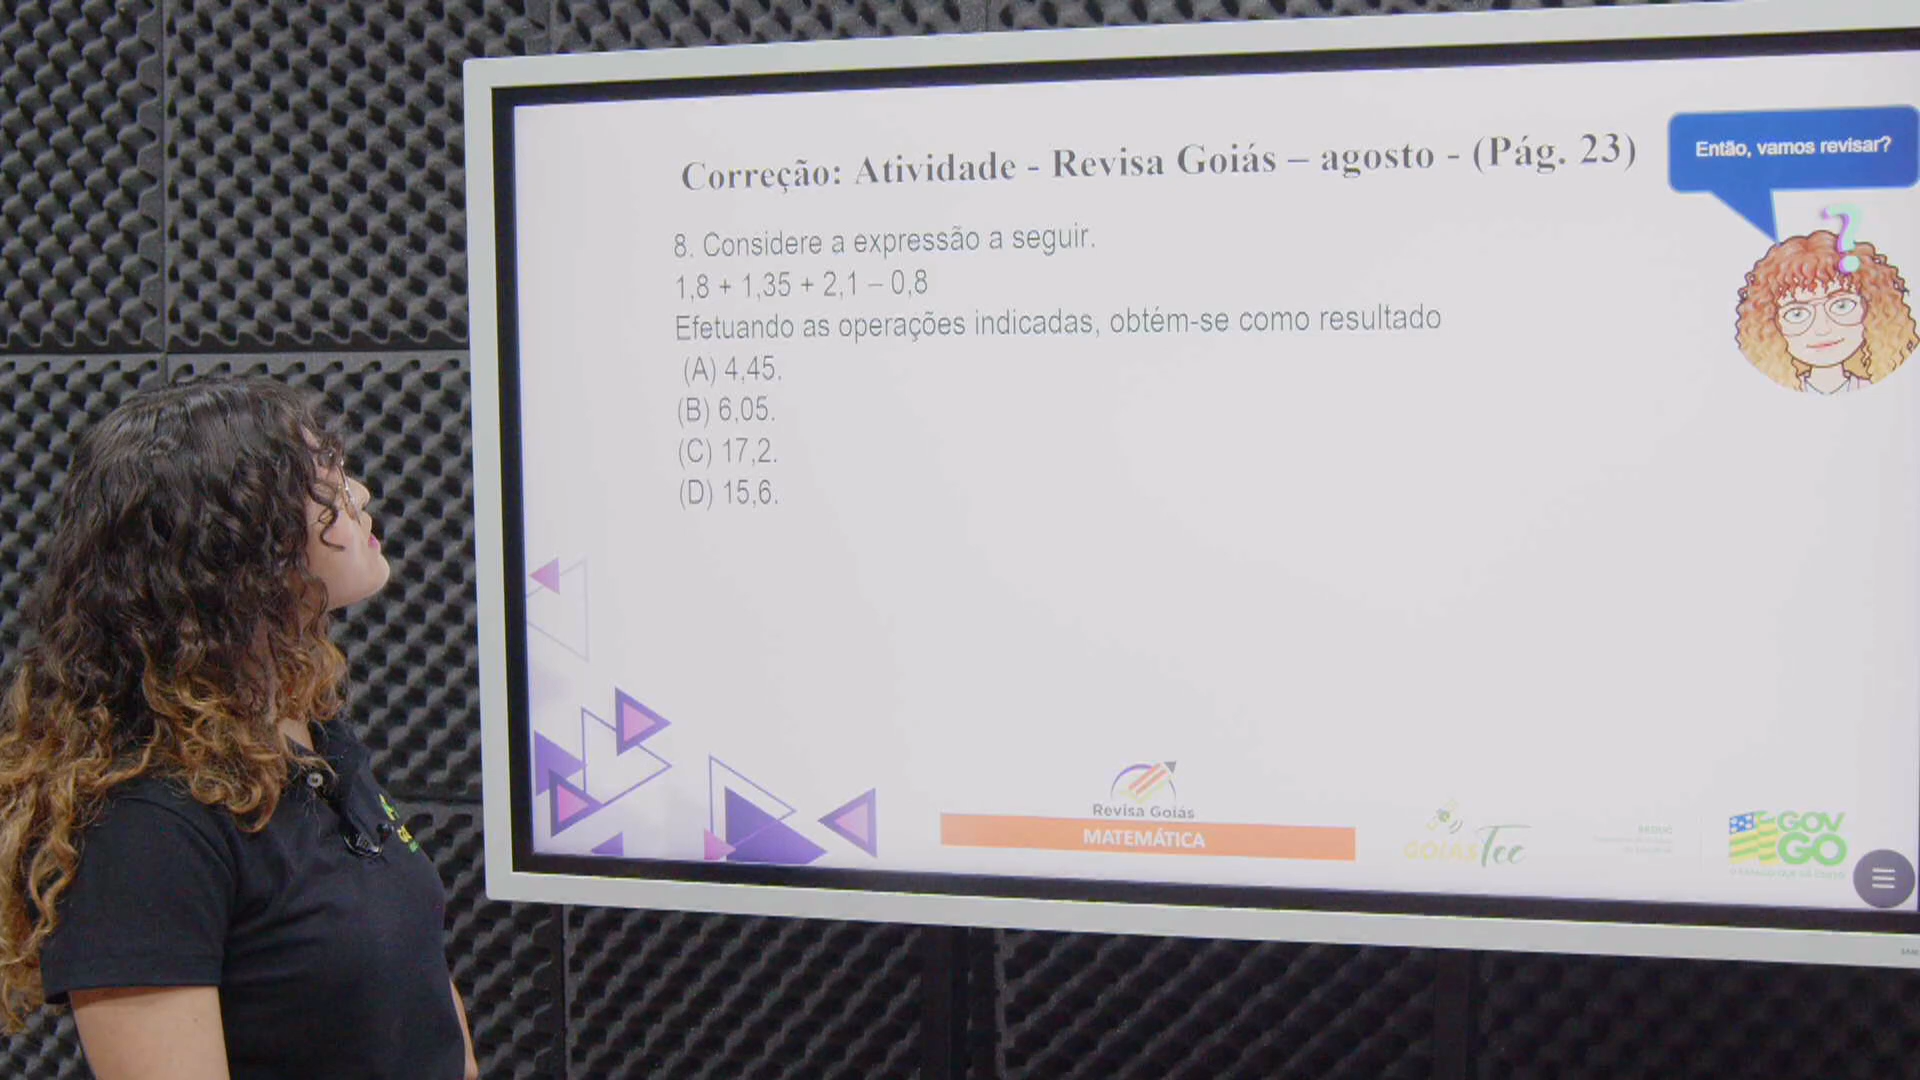 Correção: Atividade - Revisa Goiás – agosto - (Pág. 23)
Então, vamos revisar?
8. Considere a expressão a seguir.
1,8 + 1,35 + 2,1 – 0,8
Efetuando as operações indicadas, obtém-se como resultado
(A) 4,45.
(B) 6,05.
(C) 17,2.
(D) 15,6.
Revisa Goiás
MATEMÁTICA
GOIÁS Tec
GOV
GO